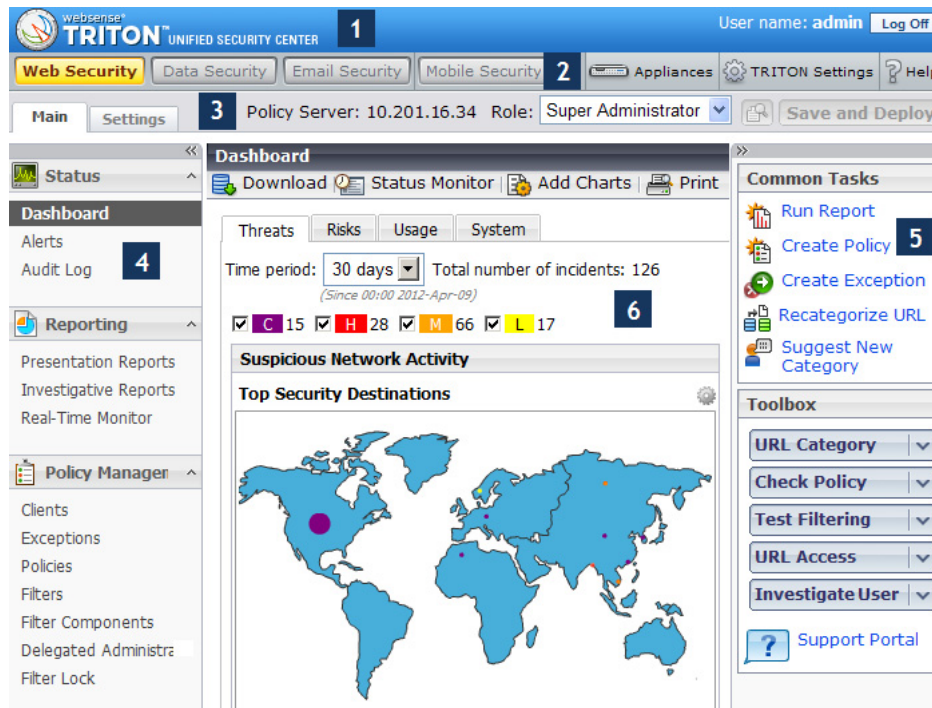 websense
TRITON™ UNIFIED SECURITY CENTER
1
User name: admin
Log Off
Web Security
Data Security
Email Security
Mobile Security
2
Appliances
TRITON Settings
Help
Main
Settings
3
Policy Server: 10.201.16.34
Role: Super Administrator
Save and Deploy
Status
Dashboard
Alerts
Audit Log
4
Reporting
Presentation Reports
Investigative Reports
Real-Time Monitor
Policy Manager
Clients
Exceptions
Policies
Filters
Filter Components
Delegated Administra
Filter Lock
Dashboard
Download
Status Monitor
Add Charts
Print
Threats
Risks
Usage
System
Time period: 30 days
Total number of incidents: 126
(Since 00:00 2012-Apr-09)
6
C 15
H 28
M 66
L 17
Suspicious Network Activity
Top Security Destinations
Common Tasks
Run Report
Create Policy
5
Create Exception
Recategorize URL
Suggest New
Category
Toolbox
URL Category
Check Policy
Test Filtering
URL Access
Investigate User
Support Portal